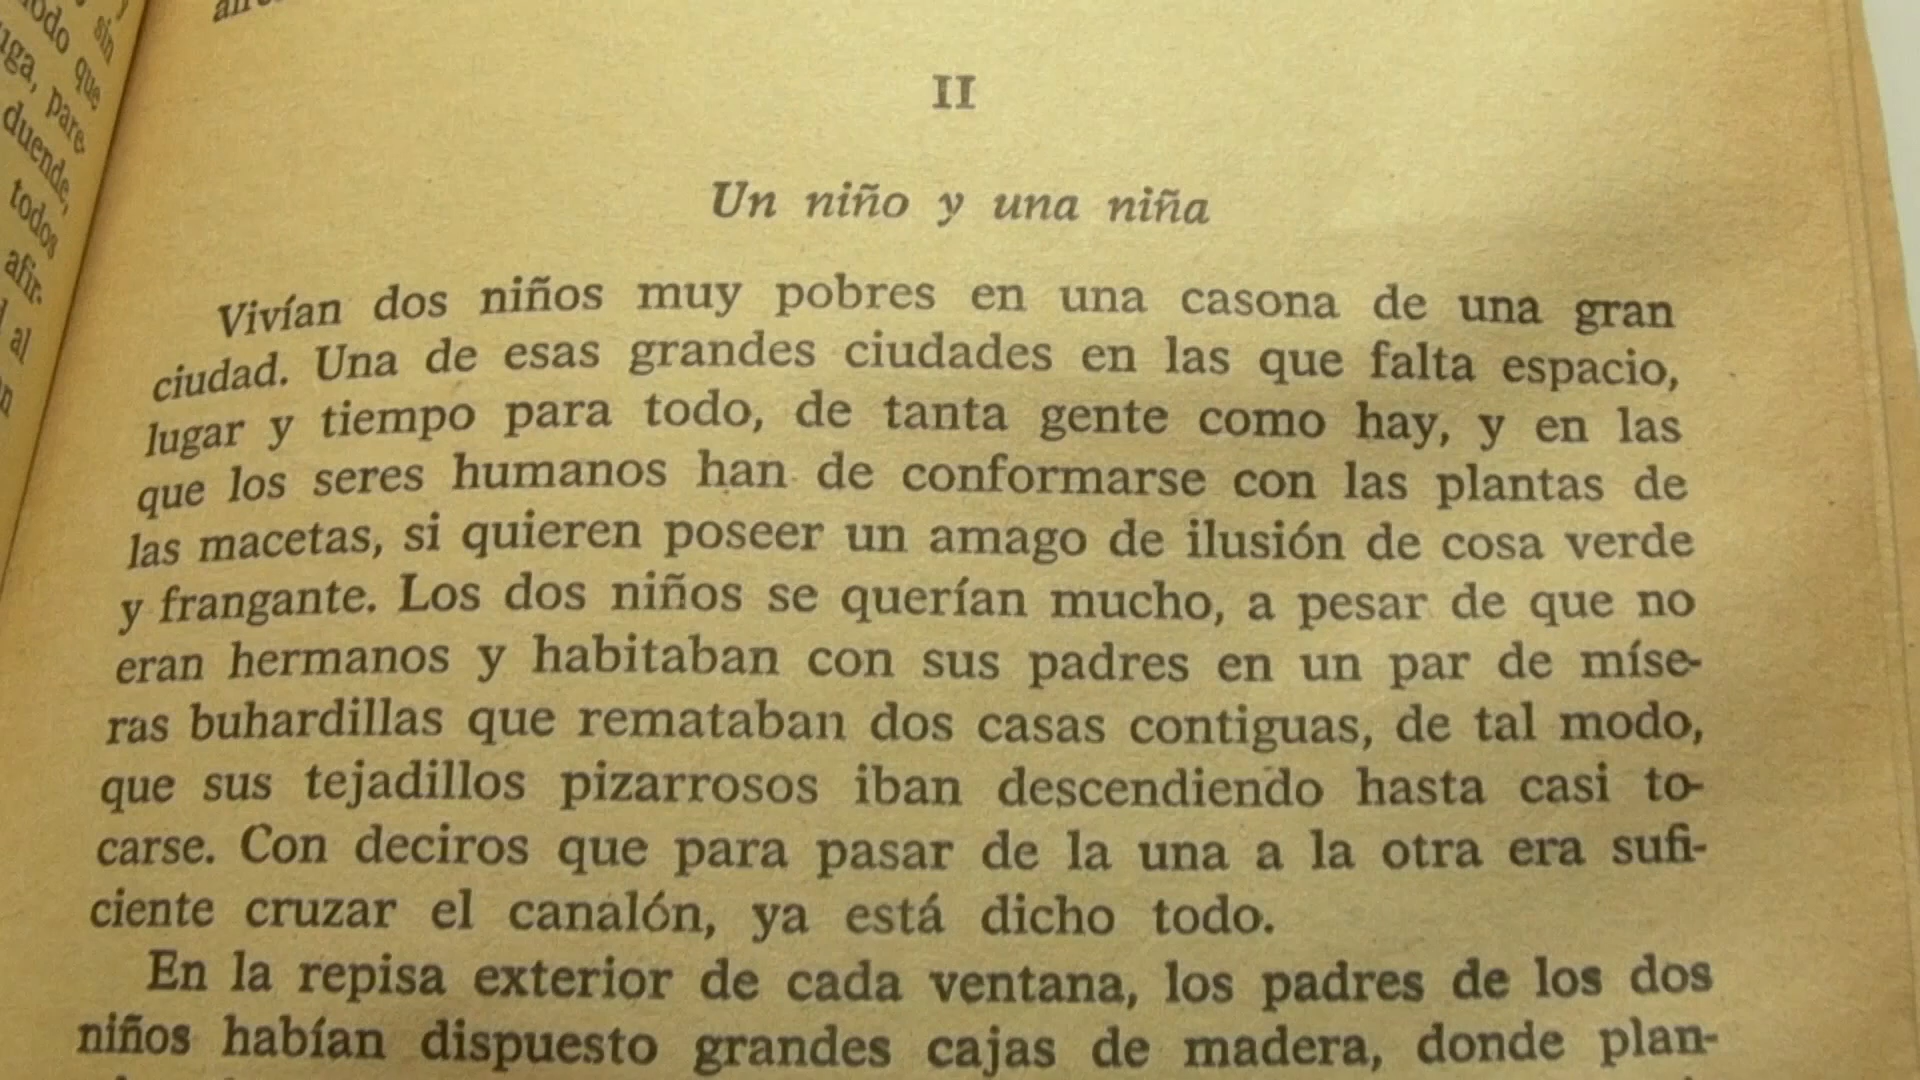 sin
que
pare-
duende,
todos
afir-
al
II
Un niño y una niña
Vivían dos niños muy pobres en una casona de una gran
ciudad. Una de esas grandes ciudades en las que falta espacio,
lugar y tiempo para todo, de tanta gente como hay, y en las
que los seres humanos han de conformarse con las plantas de
las macetas, si quieren poseer un amago de ilusión de cosa verde
y frangante. Los dos niños se querían mucho, a pesar de que no
eran hermanos y habitaban con sus padres en un par de míse-
ras buhardillas que remataban dos casas contiguas, de tal modo,
que sus tejadillos pizarrosos iban descendiendo hasta casi to-
carse. Con deciros que para pasar de la una a la otra era sufi-
ciente cruzar el canalón, ya está dicho todo.
En la repisa exterior de cada ventana, los padres de los dos
niños habían dispuesto grandes cajas de madera, donde plan-